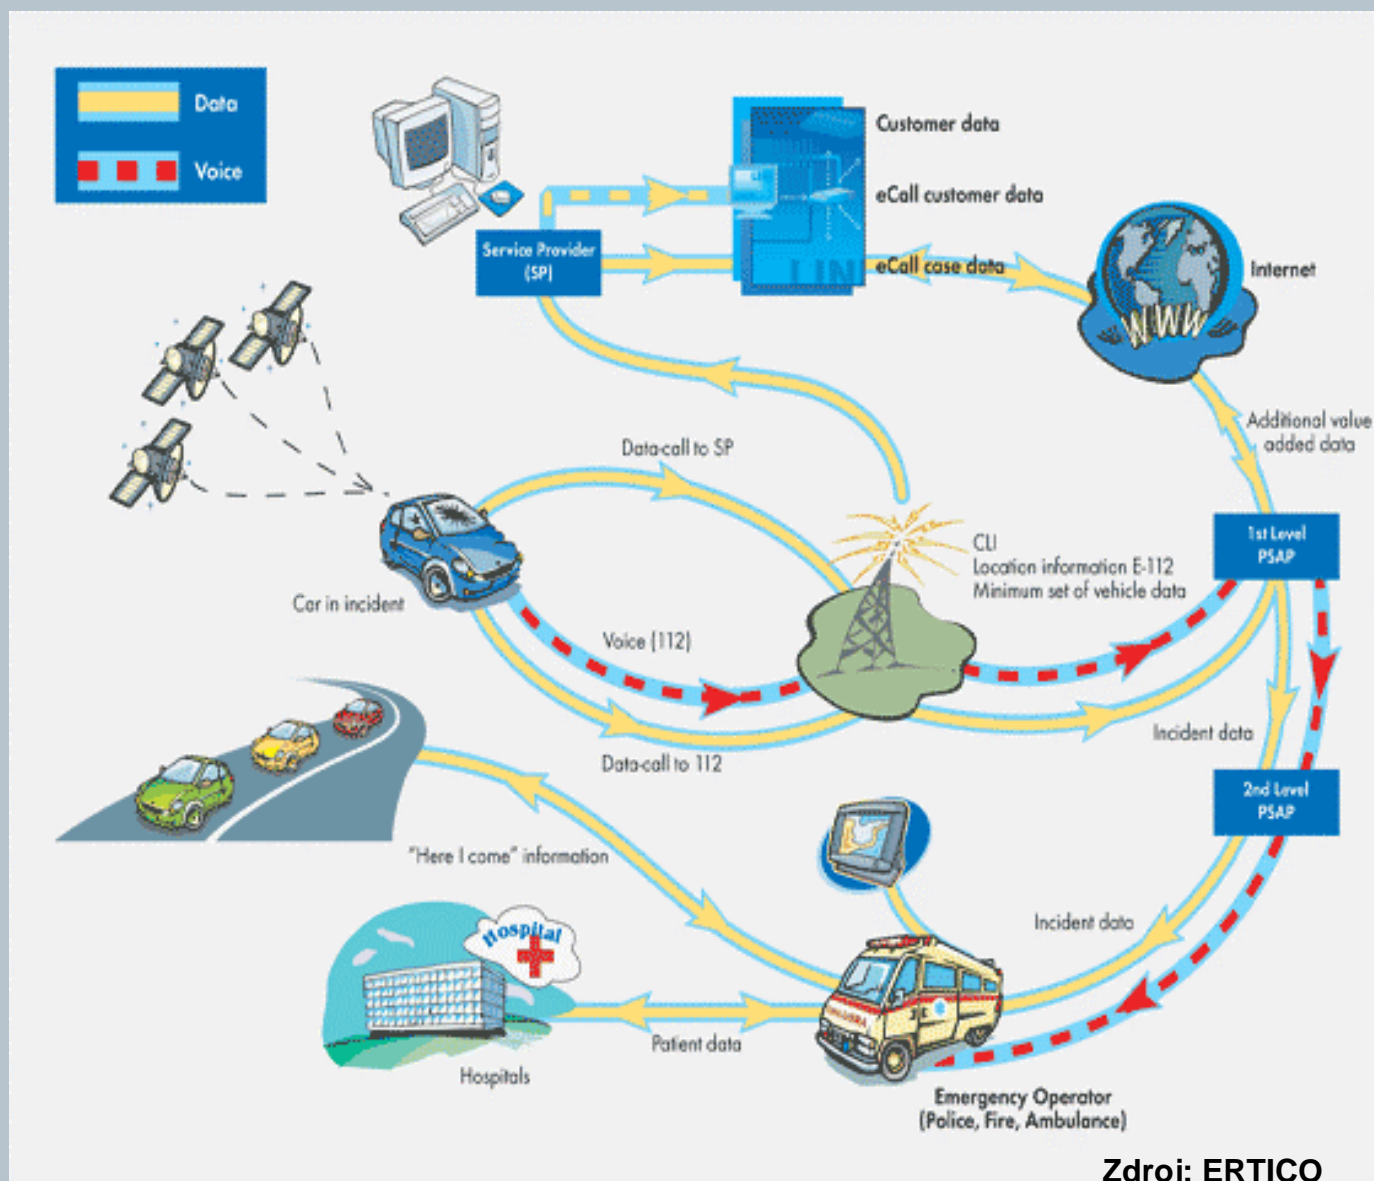 Data
Voice
Customer data
eCall customer data
eCall case data
Service Provider
(SP)
LIN
Internet
WWW
Additional value
added data
Data-call to SP
1st Level
PSAP
CLI
Location information E-112
Minimum set of vehicle data
Car in incident
Voice (112)
Incident data
Data-call to 112
2nd Level
PSAP
"Here I come" information
Incident data
Hospital
Patient data
Hospitals
Emergency Operator
(Police, Fire, Ambulance)
Zdroj: ERTICO